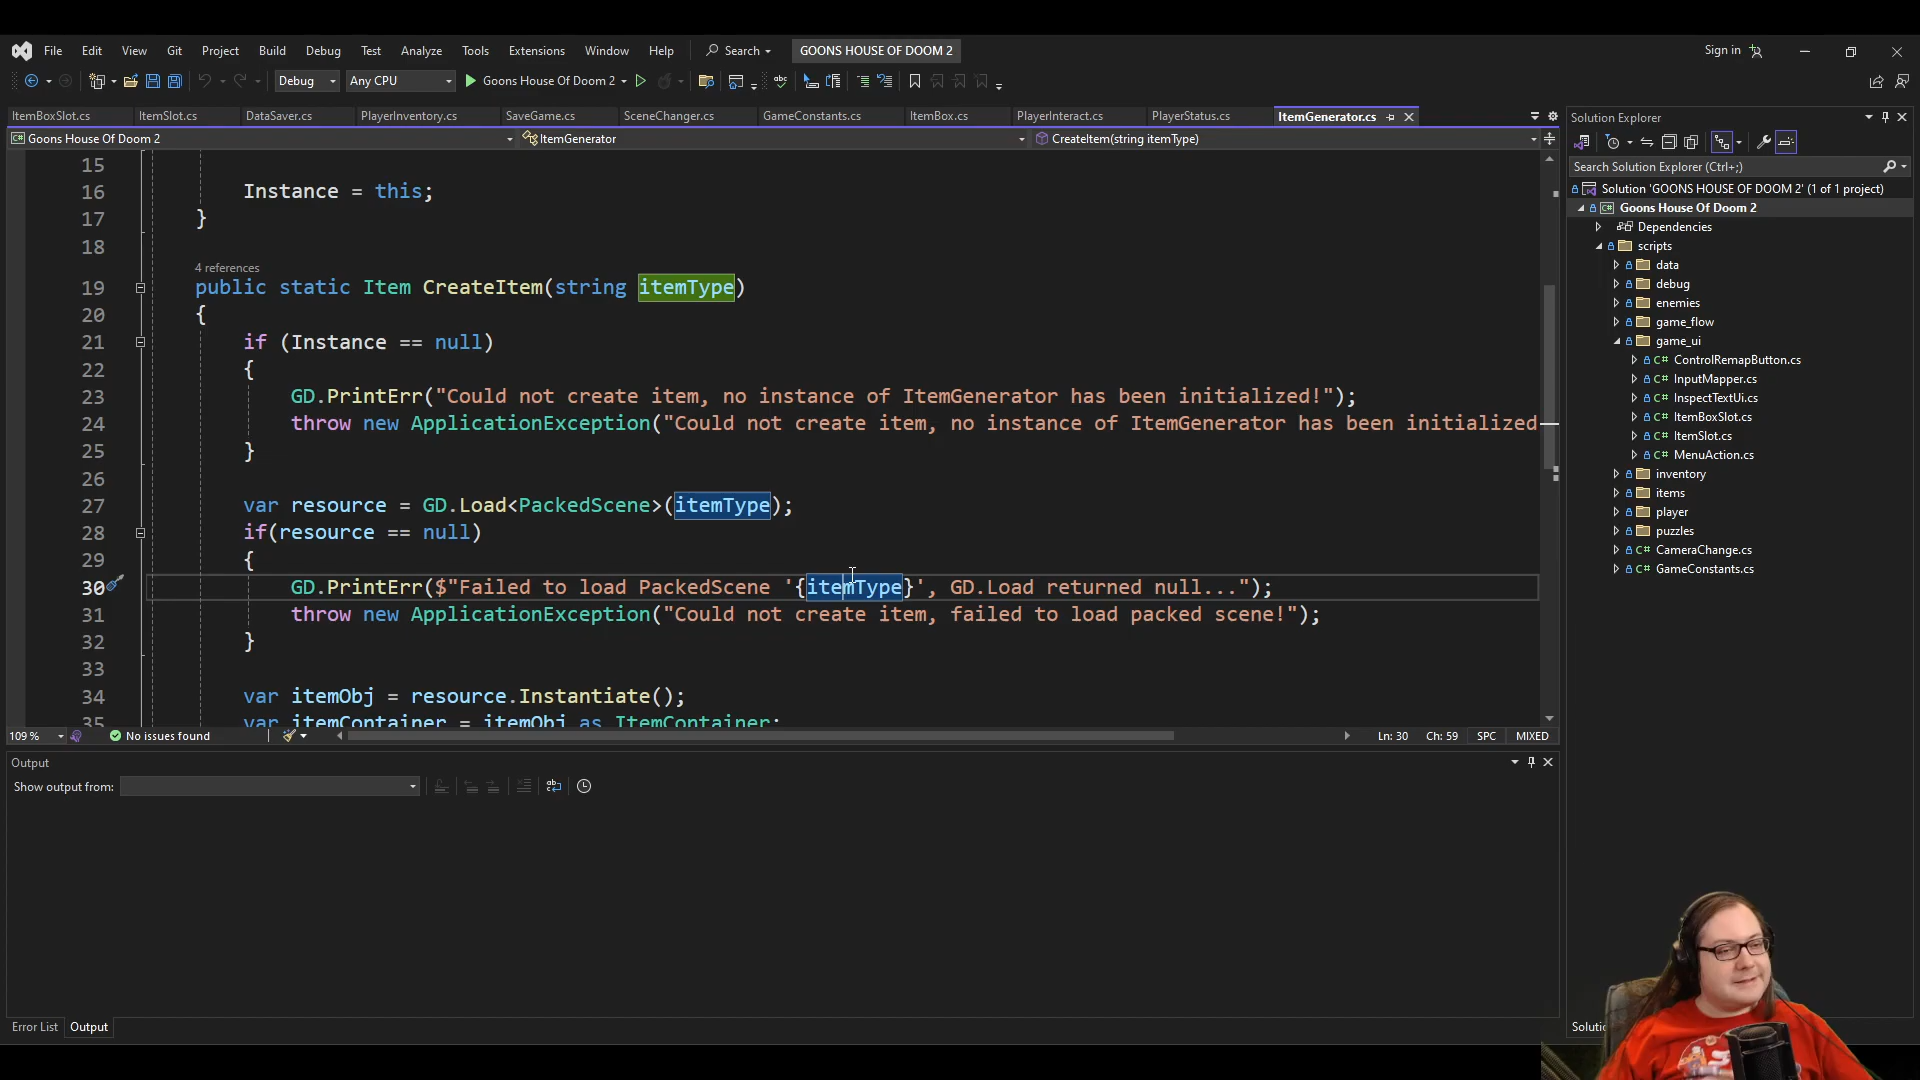 File Edit View Git Project Build Debug Test Analyze Tools Extensions Window Help Search GOONS HOUSE OF DOOM 2 Sign in
Debug Any CPU Goons House Of Doom 2
ItemBoxSlot.cs ItemSlot.cs DataSaver.cs PlayerInventory.cs SaveGame.cs SceneChanger.cs GameConstants.cs ItemBox.cs PlayerInteract.cs PlayerStatus.cs ItemGenerator.cs
Goons House Of Doom 2 ItemGenerator CreateItem(string itemType)
15
16 Instance = this;
17 }
18
4 references
19 public static Item CreateItem(string itemType)
20 {
21 if (Instance == null)
22 {
23 GD.PrintErr("Could not create item, no instance of ItemGenerator has been initialized!");
24 throw new ApplicationException("Could not create item, no instance of ItemGenerator has been initialized
25 }
26
27 var resource = GD.Load<PackedScene>(itemType);
28 if(resource == null)
29 {
30 GD.PrintErr($"Failed to load PackedScene '{itemType}', GD.Load returned null...");
31 throw new ApplicationException("Could not create item, failed to load packed scene!");
32 }
33
34 var itemObj = resource.Instantiate();
35 var itemContainer = itemObj as ItemContainer;
109 % No issues found Ln: 30 Ch: 59 SPC MIXED
Output
Show output from:
Error List Output
Solution Explorer
Search Solution Explorer (Ctrl+;)
Solution 'GOONS HOUSE OF DOOM 2' (1 of 1 project)
Goons House Of Doom 2
Dependencies
scripts
data
debug
enemies
game_flow
game_ui
C# ControlRemapButton.cs
C# InputMapper.cs
C# InspectTextUi.cs
C# ItemBoxSlot.cs
C# ItemSlot.cs
C# MenuAction.cs
inventory
items
player
puzzles
C# CameraChange.cs
C# GameConstants.cs
Soluti